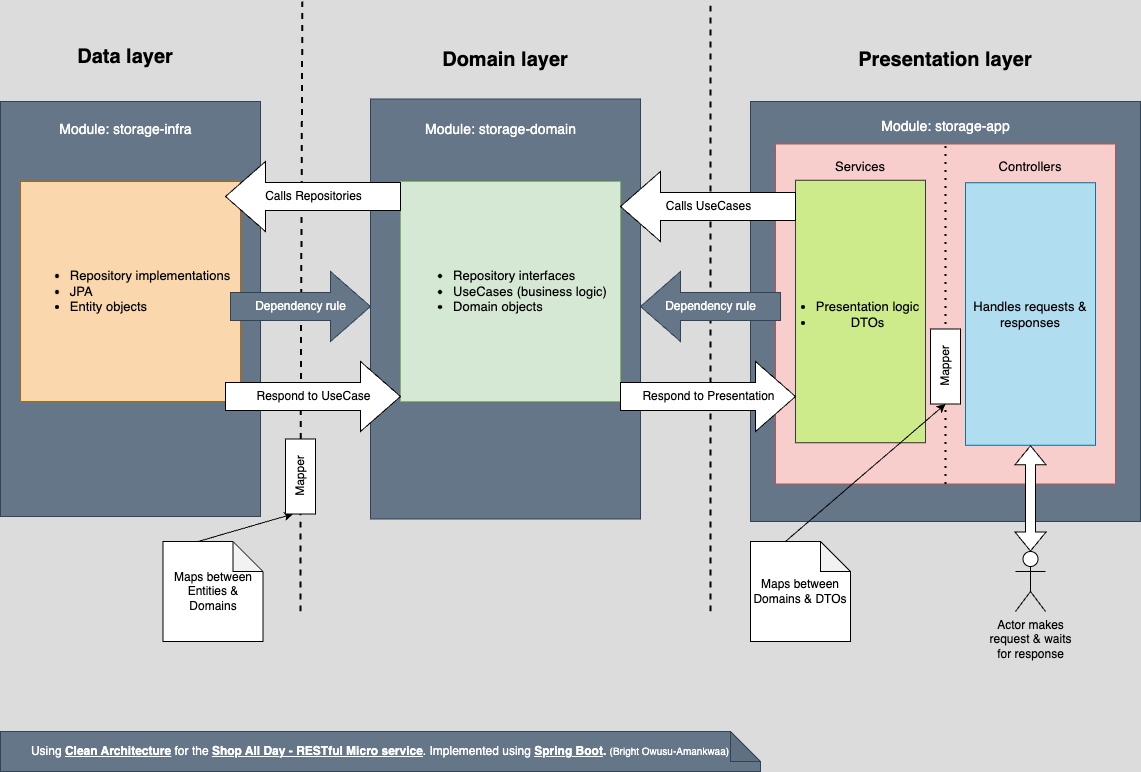 Data layer
Domain layer
Presentation layer
Module: storage-infra
Module: storage-domain
Module: storage-app
Services
Controllers
Calls Repositories
Calls UseCases
• Repository implementations
• JPA
• Entity objects
• Repository interfaces
• UseCases (business logic)
• Domain objects
• Presentation logic
• DTOs
Handles requests &
responses
Dependency rule
Dependency rule
Respond to UseCase
Respond to Presentation
Mapper
Mapper
Maps between
Entities &
Domains
Maps between
Domains & DTOs
Actor makes
request & waits
for response
Using Clean Architecture for the Shop All Day - RESTful Micro service. Implemented using Spring Boot. (Bright Owusu-Amankwaa)